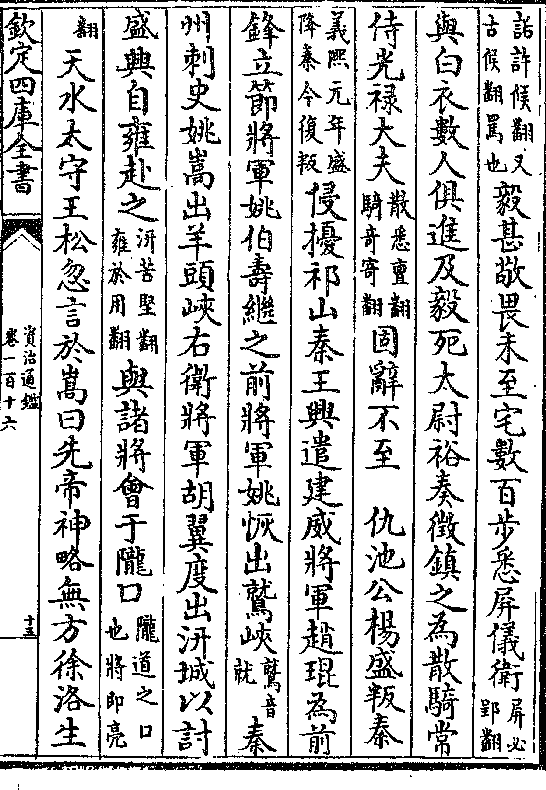 詬許候翻又古候翻罵也毅甚敬畏未至宅數百步悉屏儀衛屏必郢翻
與白衣數人俱進及毅死大尉裕奏徵鎮之為散騎常
侍光禄大夫散悉亶翻騎奇寄翻固辭不至　仇池公楊盛叛秦
義熙元年盛降秦今復叛侵擾祁山秦王興遣建威將軍趙琨為前
鋒立節將軍姚伯壽繼之前將軍姚恢出鷲峽鷲音就秦
州刺史姚嵩出羊頭峽右衛將軍胡翼度出汧城以討
盛興自雍赴之汧苦堅翻雍於用翻與諸將會于隴口隴道之口也將即亮
翻天水太守王松忽言於嵩曰先帝神略無方徐洛生
欽定四庫全書
資治通鑑
卷一百十六
十五